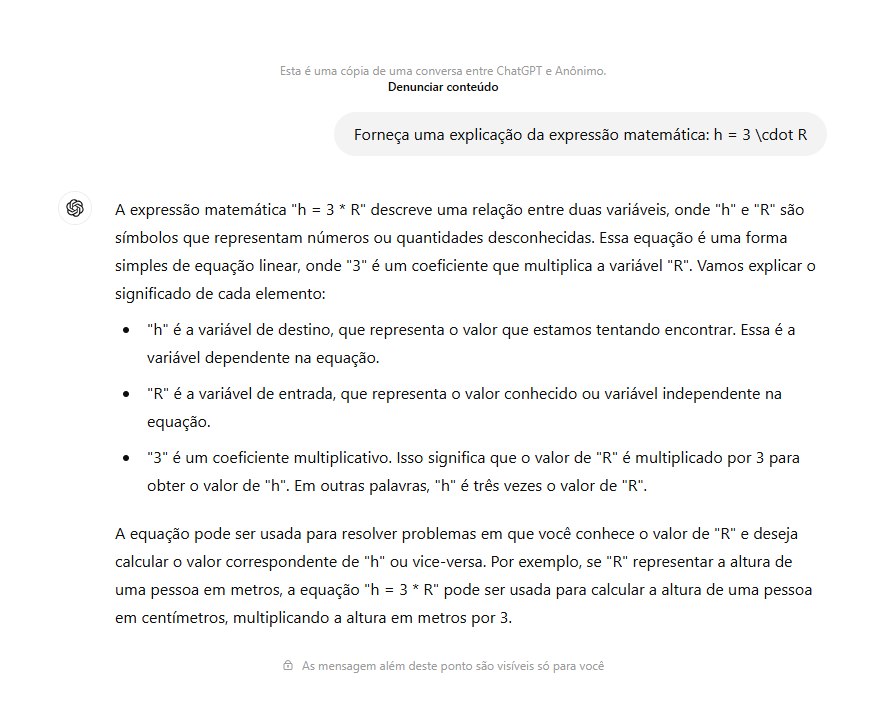 Esta é uma cópia de uma conversa entre ChatGPT e Anônimo.
Denunciar conteúdo
Forneça uma explicação da expressão matemática: h = 3 \cdot R
A expressão matemática "h = 3 * R" descreve uma relação entre duas variáveis, onde "h" e "R" são
símbolos que representam números ou quantidades desconhecidas. Essa equação é uma forma
simples de equação linear, onde "3" é um coeficiente que multiplica a variável "R". Vamos explicar o
significado de cada elemento:
• "h" é a variável de destino, que representa o valor que estamos tentando encontrar. Essa é a
variável dependente na equação.
• "R" é a variável de entrada, que representa o valor conhecido ou variável independente na
equação.
• "3" é um coeficiente multiplicativo. Isso significa que o valor de "R" é multiplicado por 3 para
obter o valor de "h". Em outras palavras, "h" é três vezes o valor de "R".
A equação pode ser usada para resolver problemas em que você conhece o valor de "R" e deseja
calcular o valor correspondente de "h" ou vice-versa. Por exemplo, se "R" representar a altura de
uma pessoa em metros, a equação "h = 3 * R" pode ser usada para calcular a altura de uma pessoa
em centímetros, multiplicando a altura em metros por 3.
As mensagem além deste ponto são visíveis só para você